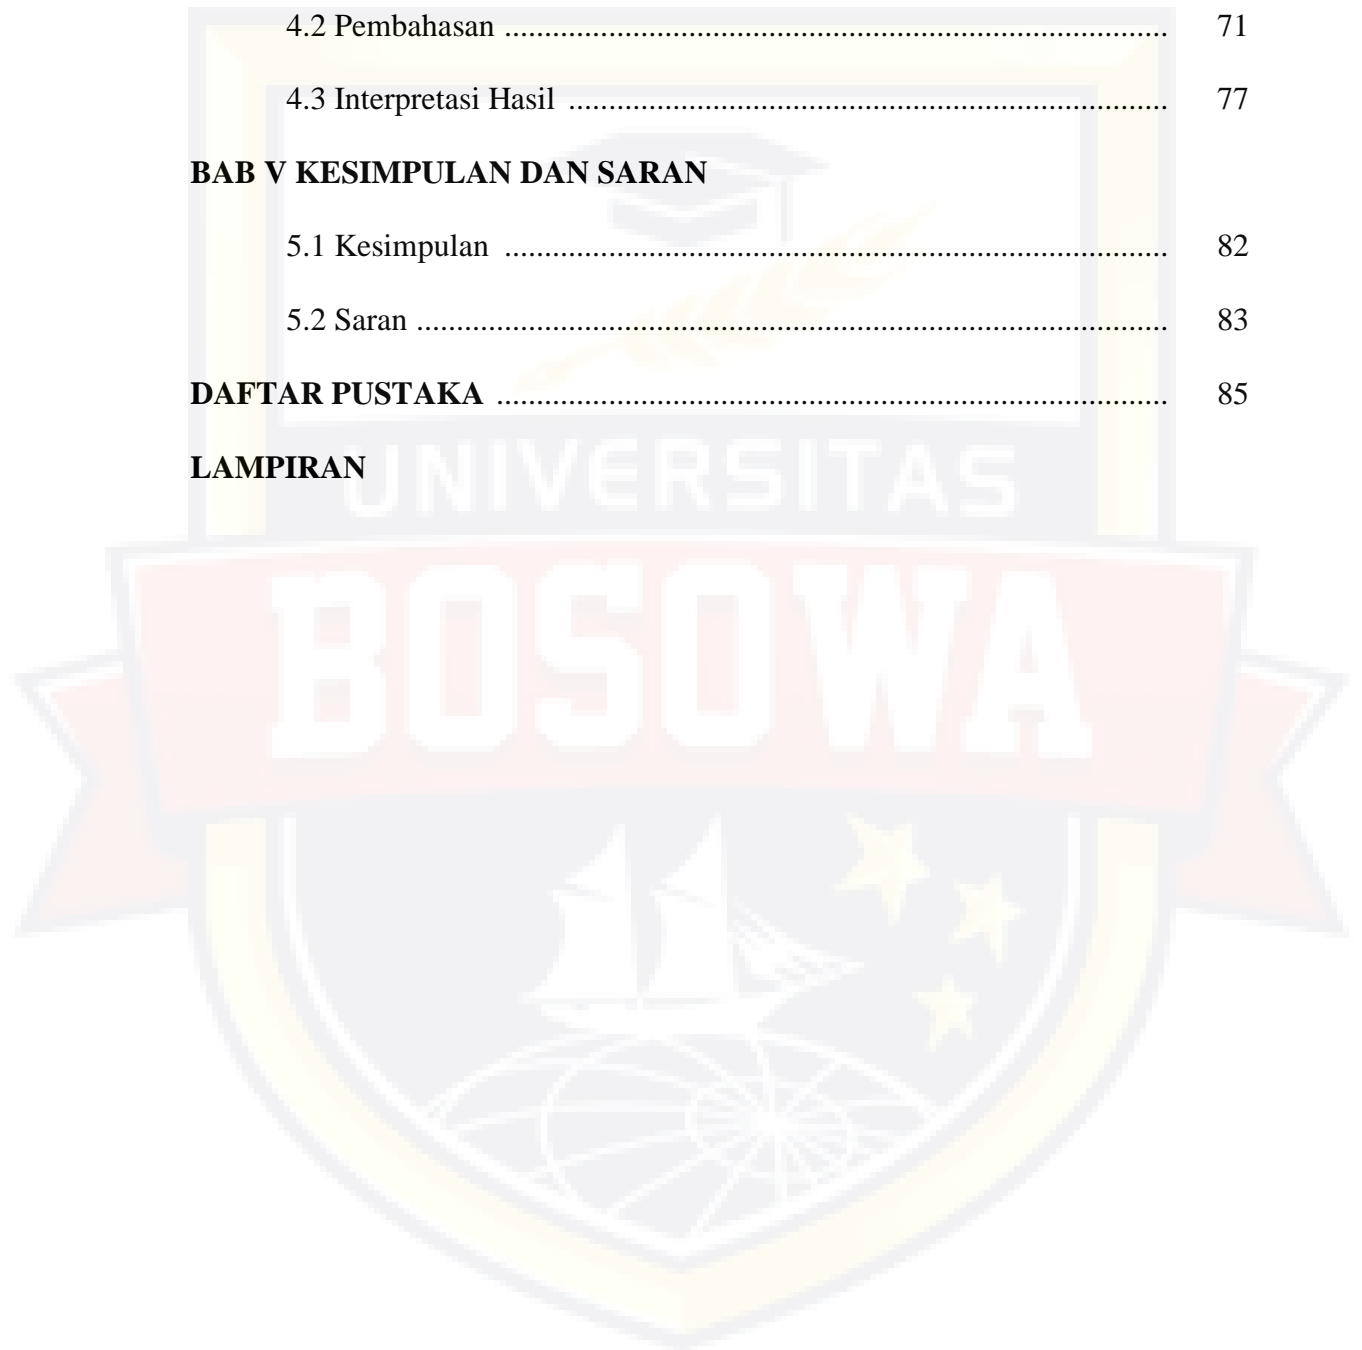 4.2 Pembahasan .................................................................................. 71
4.3 Interpretasi Hasil .......................................................................... 77
BAB V KESIMPULAN DAN SARAN
5.1 Kesimpulan .................................................................................. 82
5.2 Saran ............................................................................................. 83
DAFTAR PUSTAKA ................................................................................... 85
LAMPIRAN
UNIVERSITAS
BOSOWA